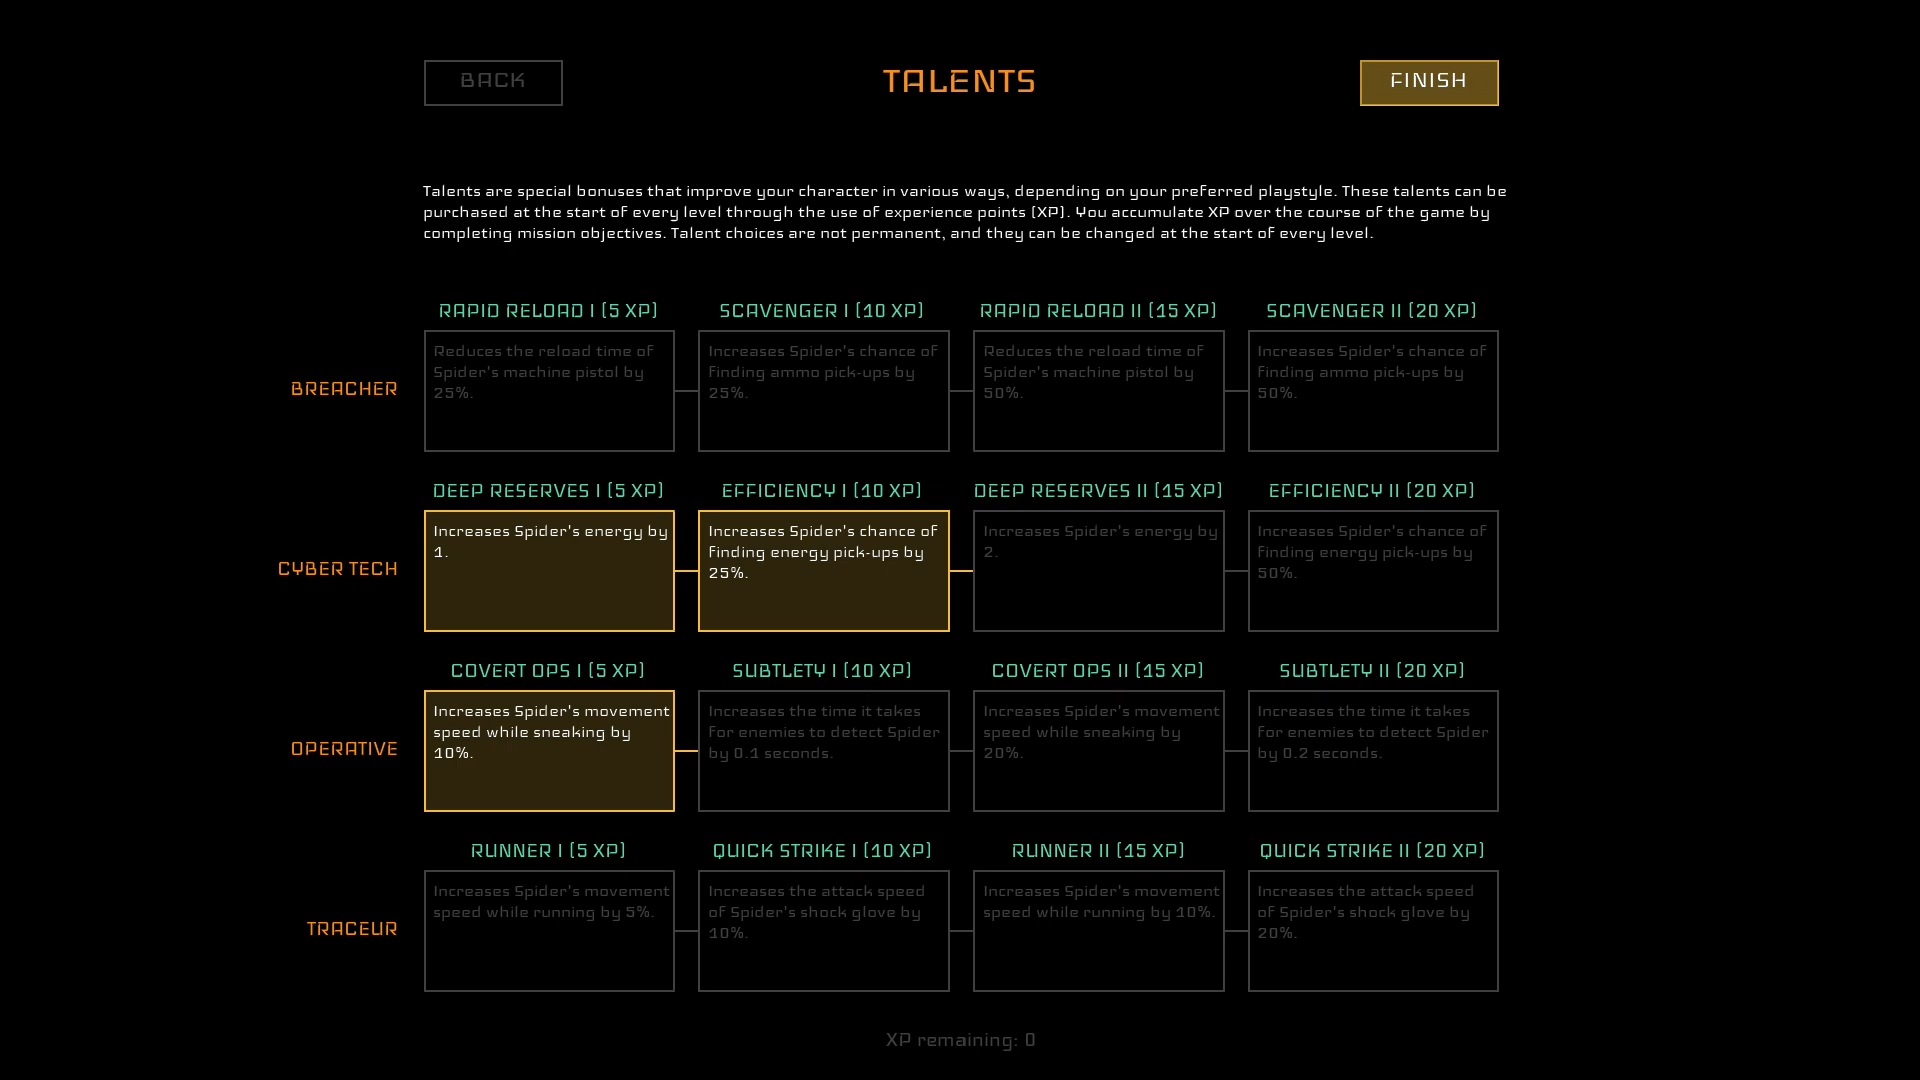 BACK
TALENTS
FINISH
Talents are special bonuses that improve your character in various ways, depending on your preferred playstyle. These talents can be
purchased at the start of every level through the use of experience points (XP). You accumulate XP over the course of the game by
completing mission objectives. Talent choices are not permanent, and they can be changed at the start of every level.
BREACHER
RAPID RELOAD I (5 XP)
Reduces the reload time of
Spider's machine pistol by
25%.
SCAVENGER I (10 XP)
Increases Spider's chance of
finding ammo pick-ups by
25%.
RAPID RELOAD II (15 XP)
Reduces the reload time of
Spider's machine pistol by
50%.
SCAVENGER II (20 XP)
Increases Spider's chance of
finding ammo pick-ups by
50%.
CYBER TECH
DEEP RESERVES I (5 XP)
Increases Spider's energy by
1.
EFFICIENCY I (10 XP)
Increases Spider's chance of
finding energy pick-ups by
25%.
DEEP RESERVES II (15 XP)
Increases Spider's energy by
2.
EFFICIENCY II (20 XP)
Increases Spider's chance of
finding energy pick-ups by
50%.
OPERATIVE
COVERT OPS I (5 XP)
Increases Spider's movement
speed while sneaking by
10%.
SUBTLETY I (10 XP)
Increases the time it takes
for enemies to detect Spider
by 0.1 seconds.
COVERT OPS II (15 XP)
Increases Spider's movement
speed while sneaking by
20%.
SUBTLETY II (20 XP)
Increases the time it takes
for enemies to detect Spider
by 0.2 seconds.
TRACEUR
RUNNER I (5 XP)
Increases Spider's movement
speed while running by 5%.
QUICK STRIKE I (10 XP)
Increases the attack speed
of Spider's shock glove by
10%.
RUNNER II (15 XP)
Increases Spider's movement
speed while running by 10%.
QUICK STRIKE II (20 XP)
Increases the attack speed
of Spider's shock glove by
20%.
XP remaining: 0